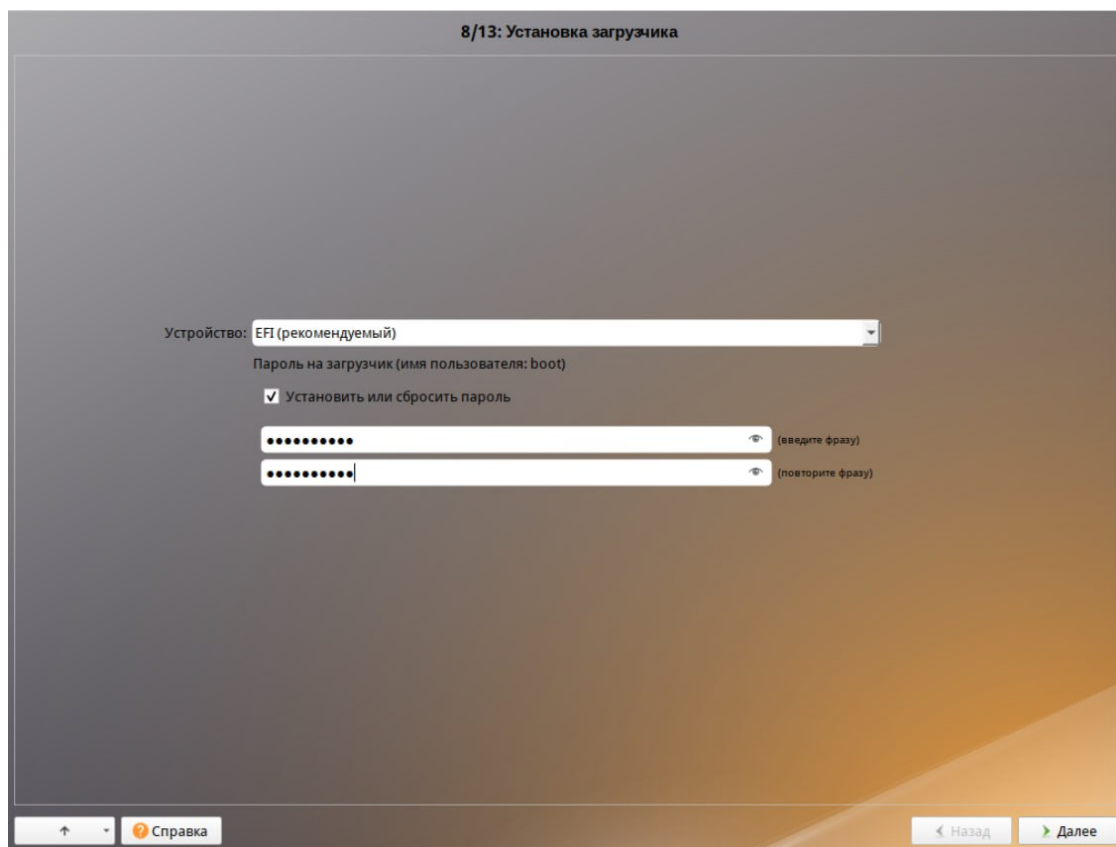 8/13: Установка загрузчика
Устройство: EFI (рекомендуемый)
Пароль на загрузчик (имя пользователя: boot)
Установить или сбросить пароль
(введите фразу)
(повторите фразу)
Справка
Назад
Далее